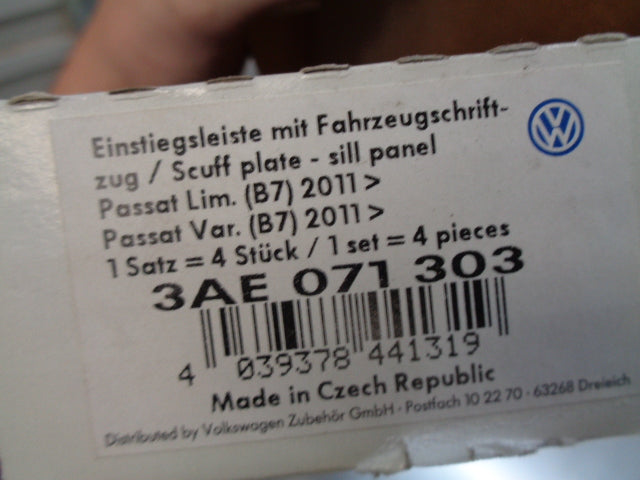 Einstiegsleiste mit Fahrzeugschrift-
zug / Scuff plate - sill panel
Passat Lim. (B7) 2011 >
Passat Var. (B7) 2011 >
1 Satz = 4 Stück / 1 set = 4 pieces
3AE 071 303
4 039378 441319
Made in Czech Republic
Distributed by Volkswagen Zubehör GmbH · Postfach 10 22 70 · 63268 Dreieich
VW